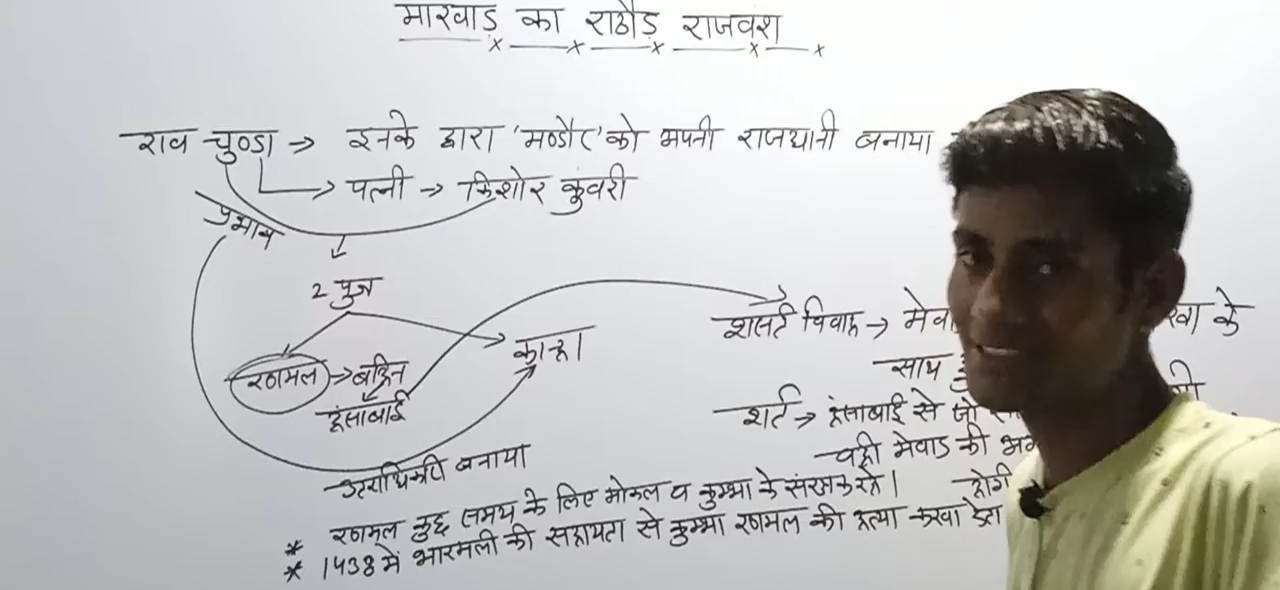 मारवाड़ का राठौड़ राजवंश
राव चुण्डा → इनके द्वारा 'मण्डौर' को अपनी राजधानी बनाया
→ पत्नी → किशोर कुंवरी
प्रभाव
2 पुत्र
रणमल → बहिन
हंसाबाई
कान्हा
उत्तराधिकारी बनाया
शसर्त विवाह → के
साथ
शर्त → हंसाबाई से जो
वही मेवाड की
होगी
* रणमल कुछ समय के लिए मोकल व कुम्भा के संरक्षक रहे।
* 1438 में भारमली की सहायता से कुम्भा रणमल की हत्या करवा देता